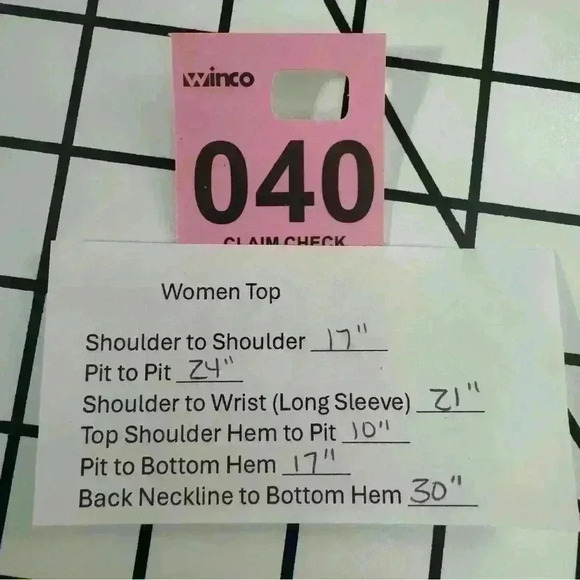 winco
040
CLAIM CHECK
Women Top
Shoulder to Shoulder 17"
Pit to Pit 24"
Shoulder to Wrist (Long Sleeve) 21"
Top Shoulder Hem to Pit 10"
Pit to Bottom Hem 17"
Back Neckline to Bottom Hem 30"